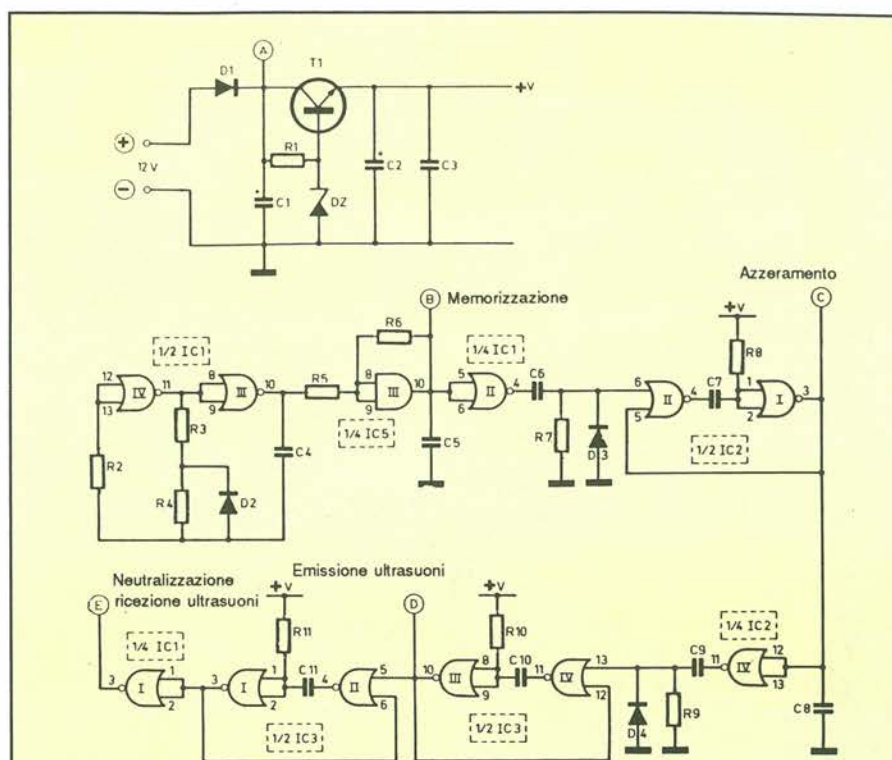 A
D1
T1
+V
+
12 V
−
R1
C1
DZ
C2
C3
Azzeramento
B
Memorizzazione
C
R6
+V
1/2 IC1
1/4 IC1
R8
12
13
IV
11
8
9
III
10
R5
8
9
III
10
5
6
II
4
C6
6
5
II
4
C7
1
2
I
3
R3
1/4 IC5
C5
R7
D3
1/2 IC2
R2
C4
R4
D2
Neutralizzazione
ricezione ultrasuoni
Emissione ultrasuoni
E
+V
D
+V
1/4 IC1
R11
R10
1/4 IC2
3
I
1
2
3
I
1
2
C11
4
II
5
6
10
III
8
9
C10
11
IV
13
12
C9
11
IV
12
13
1/2 IC3
1/2 IC3
D4
R9
C8